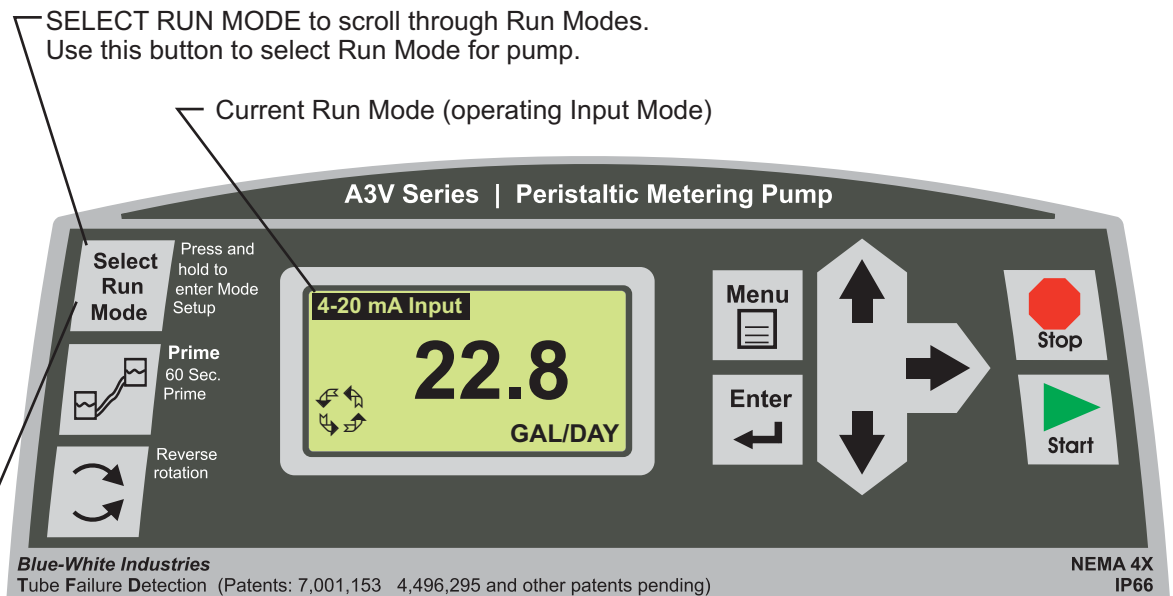 SELECT RUN MODE to scroll through Run Modes.
Use this button to select Run Mode for pump.
Current Run Mode (operating Input Mode)
A3V Series | Peristaltic Metering Pump
Select
Run
Mode
Press and
hold to
enter Mode
Setup
Prime
60 Sec.
Prime
Reverse
rotation
4-20 mA Input
22.8
GAL/DAY
Menu
Enter
Stop
Start
Blue-White Industries
Tube Failure Detection (Patents: 7,001,153 4,496,295 and other patents pending)
NEMA 4X
IP66